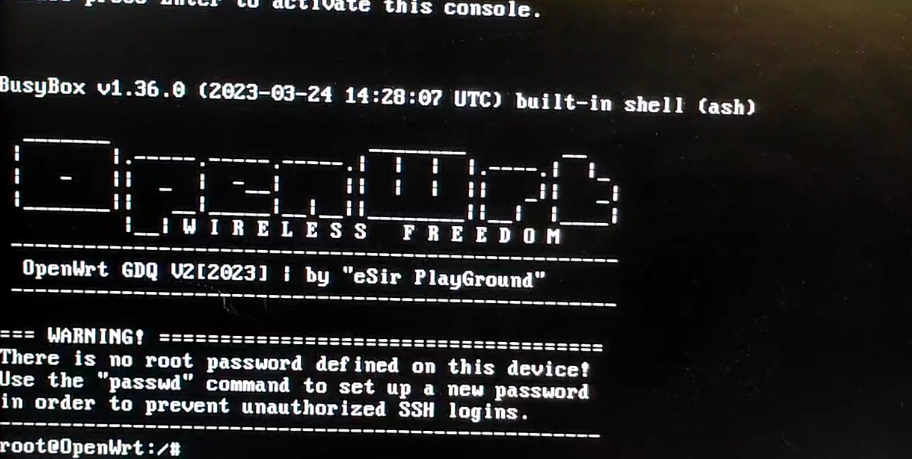 press Enter to activate this console.
BusyBox v1.36.0 (2023-03-24 14:28:07 UTC) built-in shell (ash)
OpenWrt
W I R E L E S S   F R E E D O M
OpenWrt GDQ V2[2023] | by "eSir PlayGround"
=== WARNING! =====================================
There is no root password defined on this device!
Use the "passwd" command to set up a new password
in order to prevent unauthorized SSH logins.
root@OpenWrt:/#